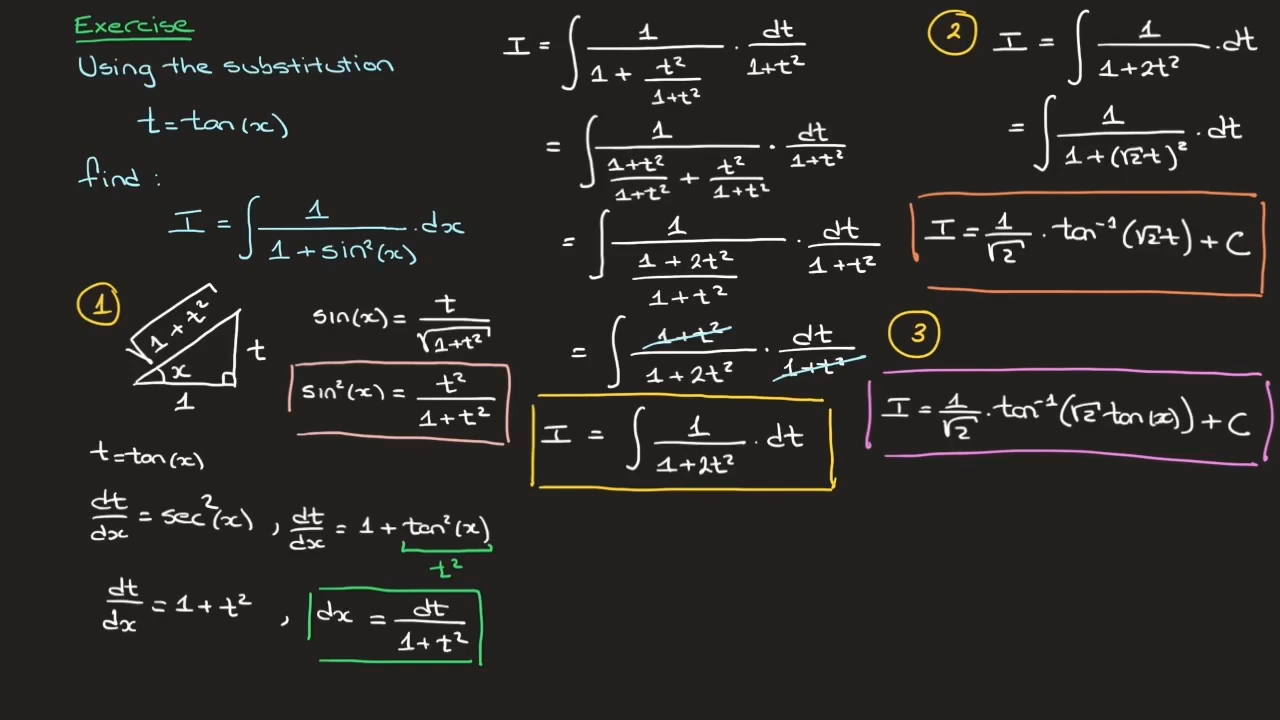 Exercise
Using the substitution
t = tan(x)
find :
I = ∫ 1/(1 + sin²(x)) . dx
1
1 + t²
x
t
1
sin(x) = t/√(1+t²)
sin²(x) = t²/(1+t²)
t = tan(x)
dt/dx = sec²(x) , dt/dx = 1 + tan²(x)
t²
dt/dx = 1 + t² , dx = dt/(1+t²)
I = ∫ 1/(1 + t²/(1+t²)) · dt/(1+t²)
= ∫ 1/((1+t²)/(1+t²) + t²/(1+t²)) · dt/(1+t²)
= ∫ 1/((1+2t²)/(1+t²)) · dt/(1+t²)
= ∫ (1+t²)/(1+2t²) · dt/(1+t²)
I = ∫ 1/(1+2t²) . dt
2
I = ∫ 1/(1+2t²) . dt
= ∫ 1/(1+(√2t)²) . dt
I = 1/√2 · tan⁻¹(√2t) + C
3
I = 1/√2 . tan⁻¹(√2 tan(x)) + C